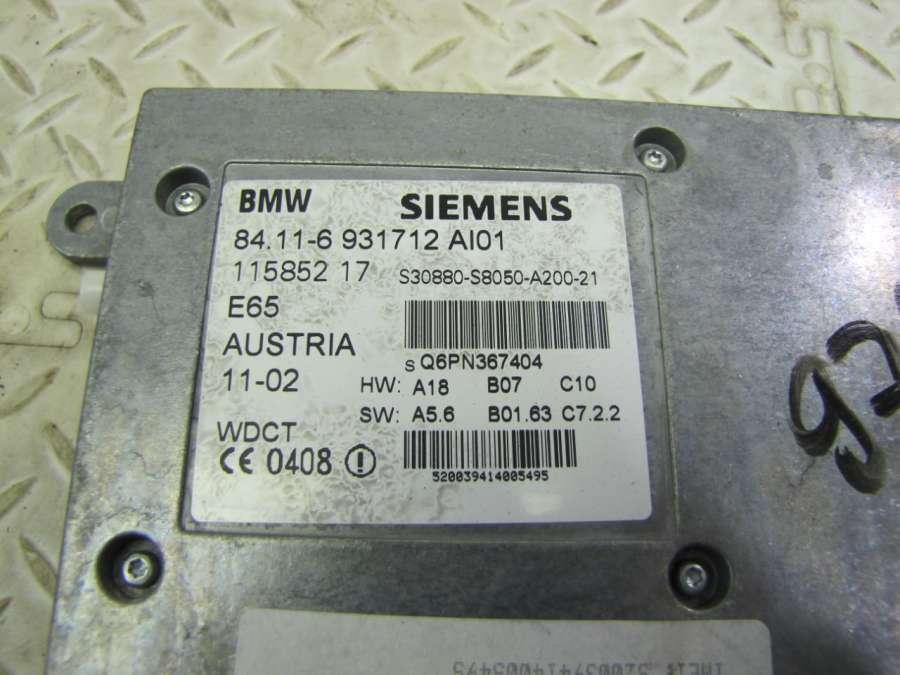 BMW SIEMENS
84.11-6 931712 AI01
115852 17 S30880-S8050-A200-21
E65
AUSTRIA
S Q6PN367404
11-02 HW: A18 B07 C10
SW: A5.6 B01.63 C7.2.2
WDCT
CE 0408
520039414005495